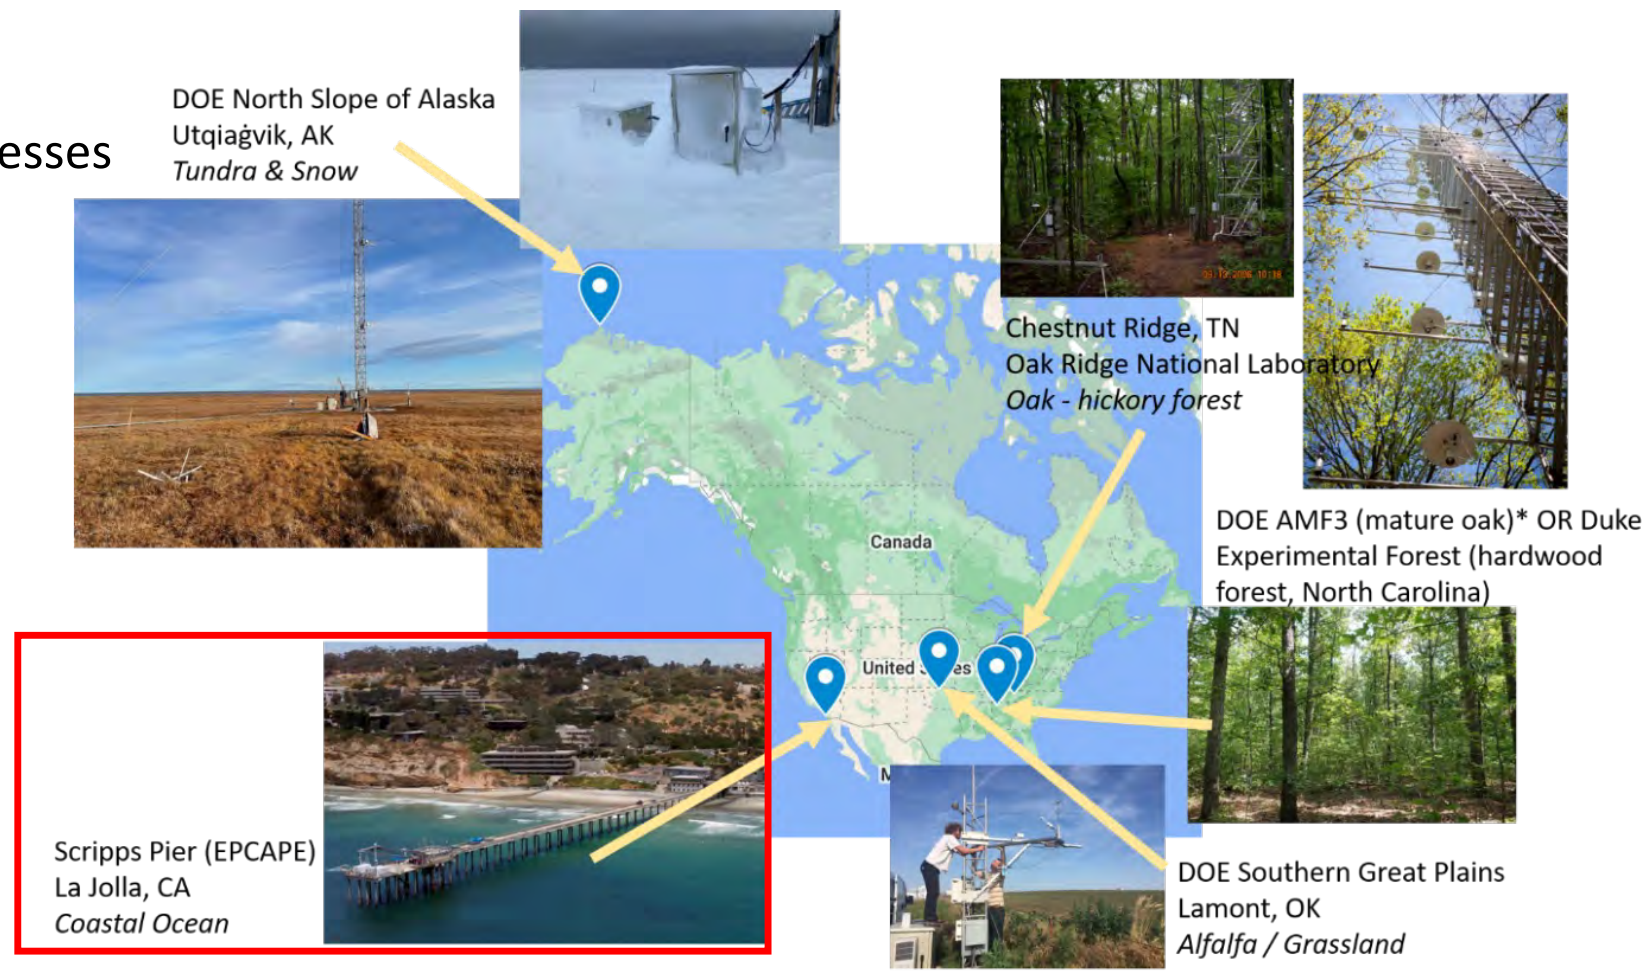 esses
DOE North Slope of Alaska
Utqiaġvik, AK
Tundra & Snow
Chestnut Ridge, TN
Oak Ridge National Laboratory
Oak - hickory forest
DOE AMF3 (mature oak)* OR Duke
Experimental Forest (hardwood
forest, North Carolina)
Canada
United
es
M
Scripps Pier (EPCAPE)
La Jolla, CA
Coastal Ocean
DOE Southern Great Plains
Lamont, OK
Alfalfa / Grassland